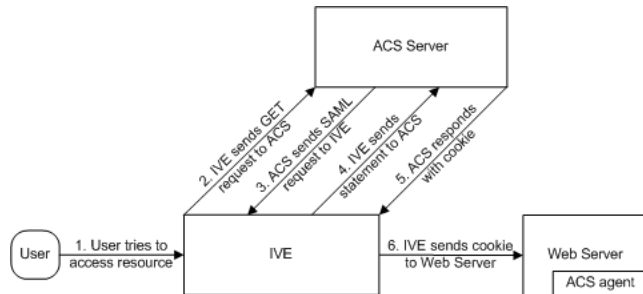 ACS Server
2. IVE sends GET
request to ACS
3. ACS sends SAML
request to IVE
4. IVE sends
statement to ACS
5. ACS responds
with cookie
User
1. User tries to
access resource
IVE
6. IVE sends cookie
to Web Server
Web Server
ACS agent